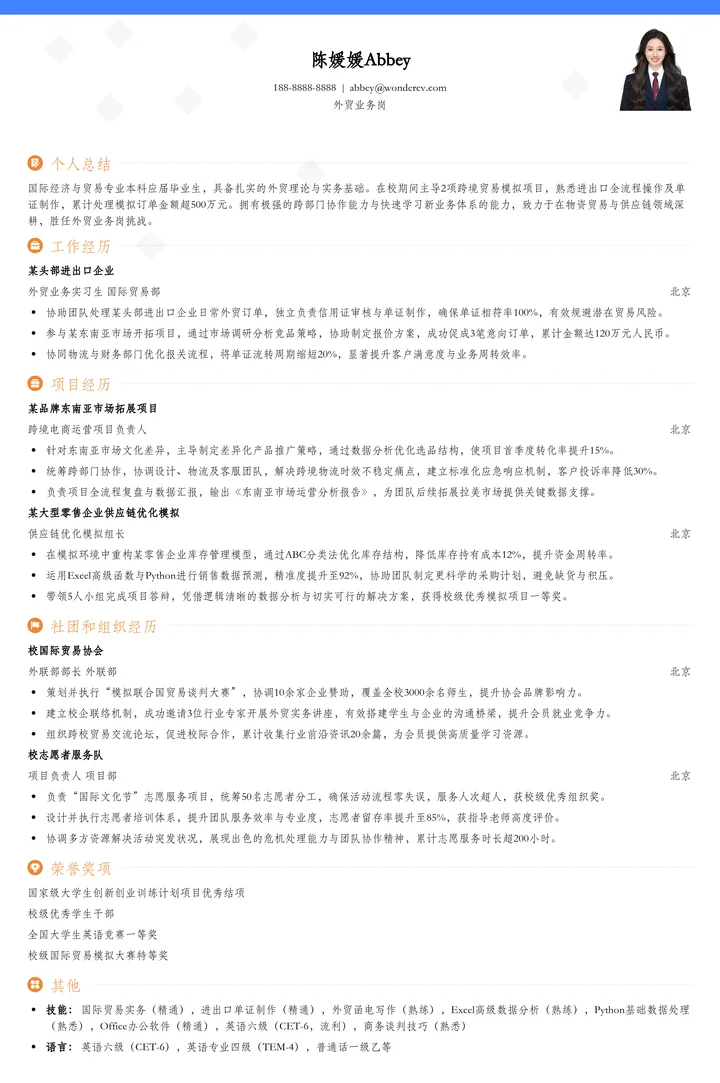 陈媛媛Abbey
188-8888-8888 | abbey@wondercv.com
外贸业务岗
个人总结
国际经济与贸易专业本科应届毕业生，具备扎实的外贸理论与实务基础。在校期间主导2项跨境贸易模拟项目，熟悉进出口全流程操作及单
证制作，累计处理模拟订单金额超500万元。拥有极强的跨部门协作能力与快速学习新业务体系的能力，致力于在物资贸易与供应链领域深
耕，胜任外贸业务岗挑战。
工作经历
某头部进出口企业
外贸业务实习生 国际贸易部 北京
• 协助团队处理某头部进出口企业日常外贸订单，独立负责信用证审核与单证制作，确保单证相符率100%，有效规避潜在贸易风险。
• 参与某东南亚市场开拓项目，通过市场调研分析竞品策略，协助制定报价方案，成功促成3笔意向订单，累计金额达120万元人民币。
• 协同物流与财务部门优化报关流程，将单证流转周期缩短20%，显著提升客户满意度与业务周转效率。
项目经历
某品牌东南亚市场拓展项目
跨境电商运营项目负责人 北京
• 针对东南亚市场文化差异，主导制定差异化产品推广策略，通过数据分析优化选品结构，使项目首季度转化率提升15%。
• 统筹跨部门协作，协调设计、物流及客服团队，解决跨境物流时效不稳定痛点，建立标准化应急响应机制，客户投诉率降低30%。
• 负责项目全流程复盘与数据汇报，输出《东南亚市场运营分析报告》，为团队后续拓展拉美市场提供关键数据支撑。
某大型零售企业供应链优化模拟
供应链优化模拟组长 北京
• 在模拟环境中重构某零售企业库存管理模型，通过ABC分类法优化库存结构，降低库存持有成本12%，提升资金周转率。
• 运用Excel高级函数与Python进行销售数据预测，精准度提升至92%，协助团队制定更科学的采购计划，避免缺货与积压。
• 带领5人小组完成项目答辩，凭借逻辑清晰的数据分析与切实可行的解决方案，获得校级优秀模拟项目一等奖。
社团和组织经历
校国际贸易协会
外联部部长 外联部 北京
• 策划并执行“模拟联合国贸易谈判大赛”，协调10余家企业赞助，覆盖全校3000余名师生，提升协会品牌影响力。
• 建立校企联络机制，成功邀请3位行业专家开展外贸实务讲座，有效搭建学生与企业的沟通桥梁，提升会员就业竞争力。
• 组织跨校贸易交流论坛，促进校际合作，累计收集行业前沿资讯20余篇，为会员提供高质量学习资源。
校志愿者服务队
项目负责人 项目部 北京
• 负责“国际文化节”志愿服务项目，统筹50名志愿者分工，确保活动流程零失误，服务人次超人，获校级优秀组织奖。
• 设计并执行志愿者培训体系，提升团队服务效率与专业度，志愿者留存率提升至85%，获指导老师高度评价。
• 协调多方资源解决活动突发状况，展现出色的危机处理能力与团队协作精神，累计志愿服务时长超200小时。
荣誉奖项
国家级大学生创新创业训练计划项目优秀结项
校级优秀学生干部
全国大学生英语竞赛一等奖
校级国际贸易模拟大赛特等奖
其他
• 技能： 国际贸易实务（精通），进出口单证制作（精通），外贸函电写作（熟练），Excel高级数据分析（熟练），Python基础数据处理
（熟悉），Office办公软件（精通），英语六级（CET-6，流利），商务谈判技巧（熟悉）
• 语言： 英语六级（CET-6），英语专业四级（TEM-4），普通话一级乙等